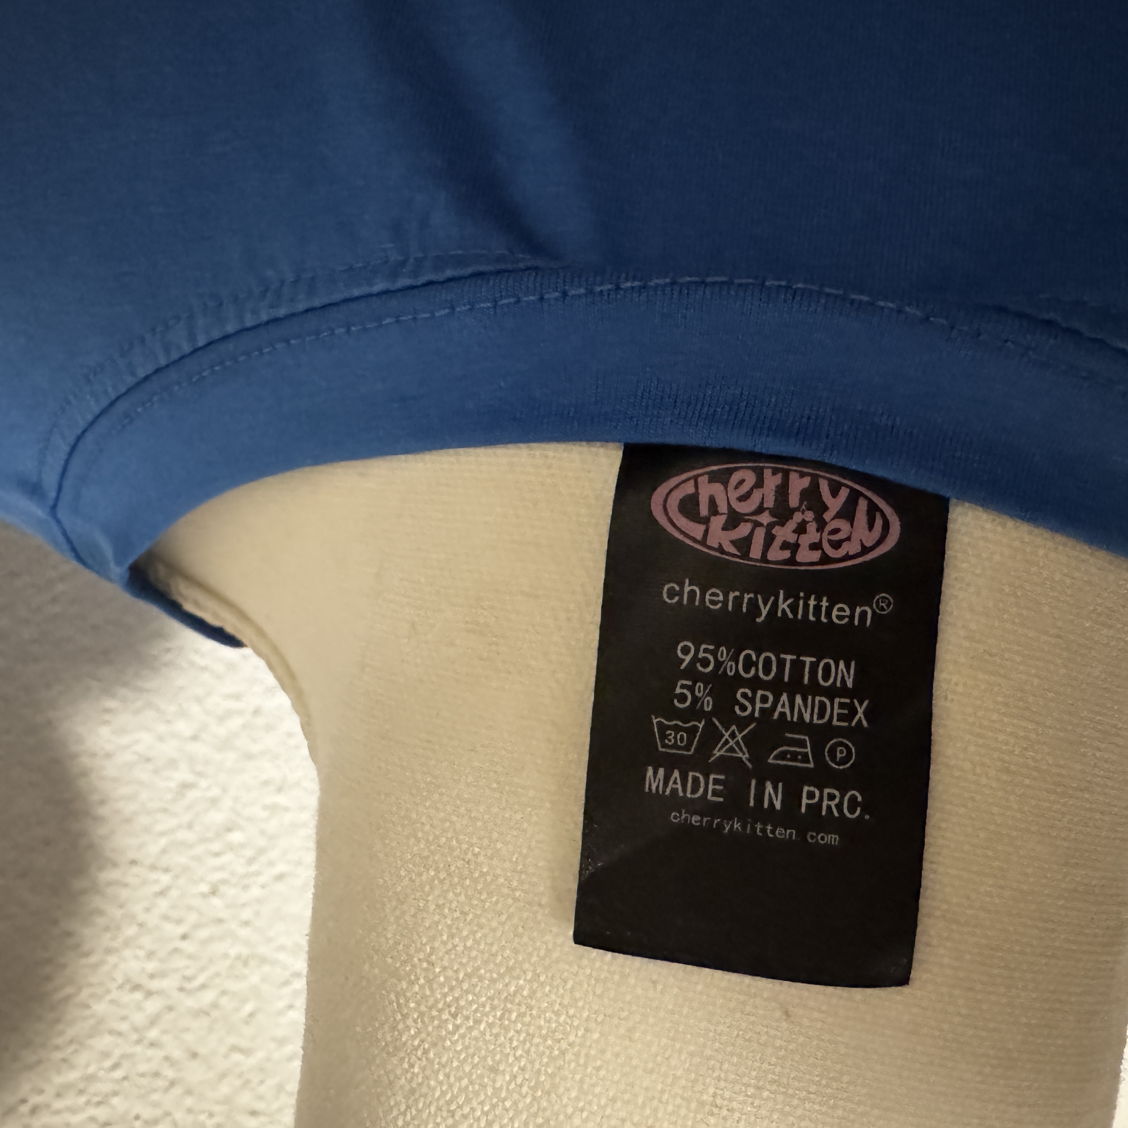 Cherry
Kitten
cherrykitten®
95%COTTON
5% SPANDEX
30 P
MADE IN PRC.
cherrykitten.com